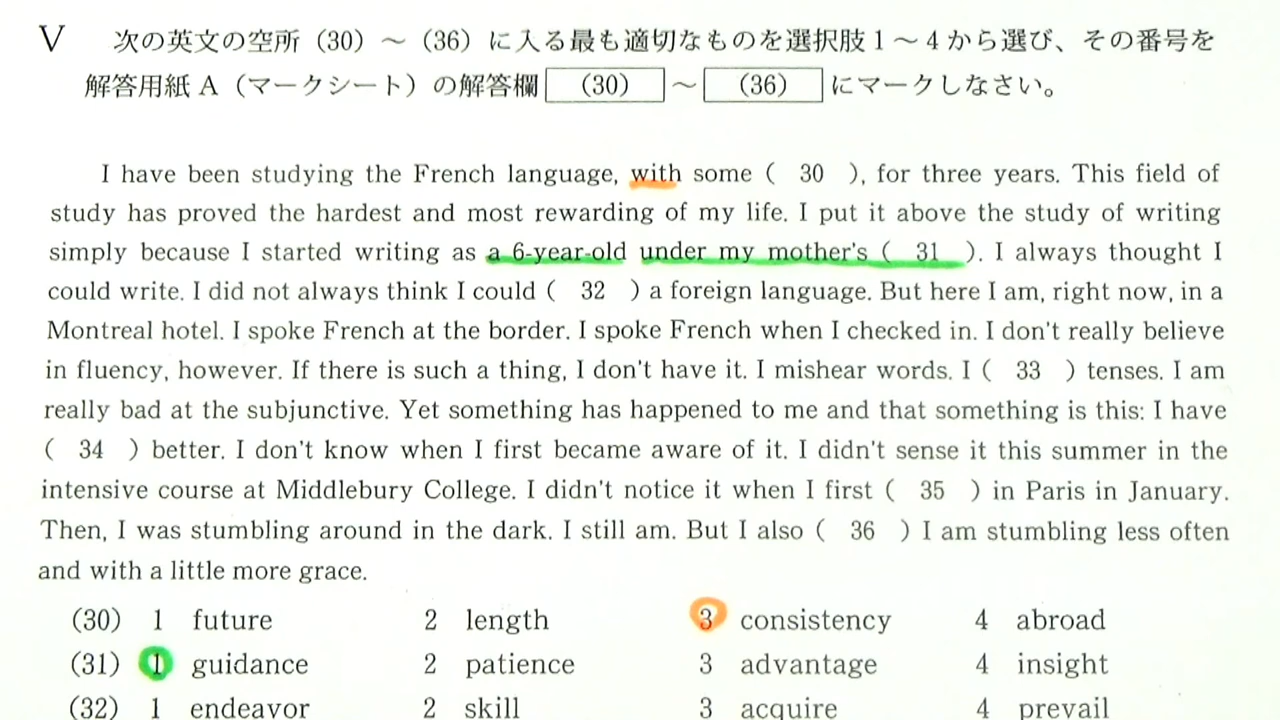 V 次の英文の空所（30）～（36）に入る最も適切なものを選択肢1～4から選び、その番号を
解答用紙A（マークシート）の解答欄 (30) ～ (36) にマークしなさい。
I have been studying the French language, with some ( 30 ), for three years. This field of
study has proved the hardest and most rewarding of my life. I put it above the study of writing
simply because I started writing as a 6-year-old under my mother's ( 31 ). I always thought I
could write. I did not always think I could ( 32 ) a foreign language. But here I am, right now, in a
Montreal hotel. I spoke French at the border. I spoke French when I checked in. I don't really believe
in fluency, however. If there is such a thing, I don't have it. I mishear words. I ( 33 ) tenses. I am
really bad at the subjunctive. Yet something has happened to me and that something is this: I have
( 34 ) better. I don't know when I first became aware of it. I didn't sense it this summer in the
intensive course at Middlebury College. I didn't notice it when I first ( 35 ) in Paris in January.
Then, I was stumbling around in the dark. I still am. But I also ( 36 ) I am stumbling less often
and with a little more grace.
(30) 1 future 2 length 3 consistency 4 abroad
(31) 1 guidance 2 patience 3 advantage 4 insight
(32) 1 endeavor 2 skill 3 acquire 4 prevail